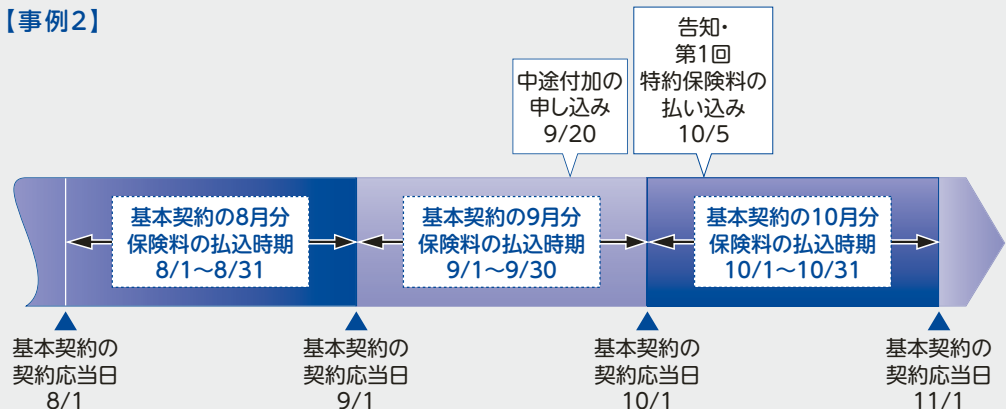 【事例2】
中途付加の
申し込み
9/20
告知・
第1回
特約保険料の
払い込み
10/5
基本契約の8月分
保険料の払込時期
8/1～8/31
基本契約の9月分
保険料の払込時期
9/1～9/30
基本契約の10月分
保険料の払込時期
10/1～10/31
基本契約の
契約応当日
8/1
基本契約の
契約応当日
9/1
基本契約の
契約応当日
10/1
基本契約の
契約応当日
11/1